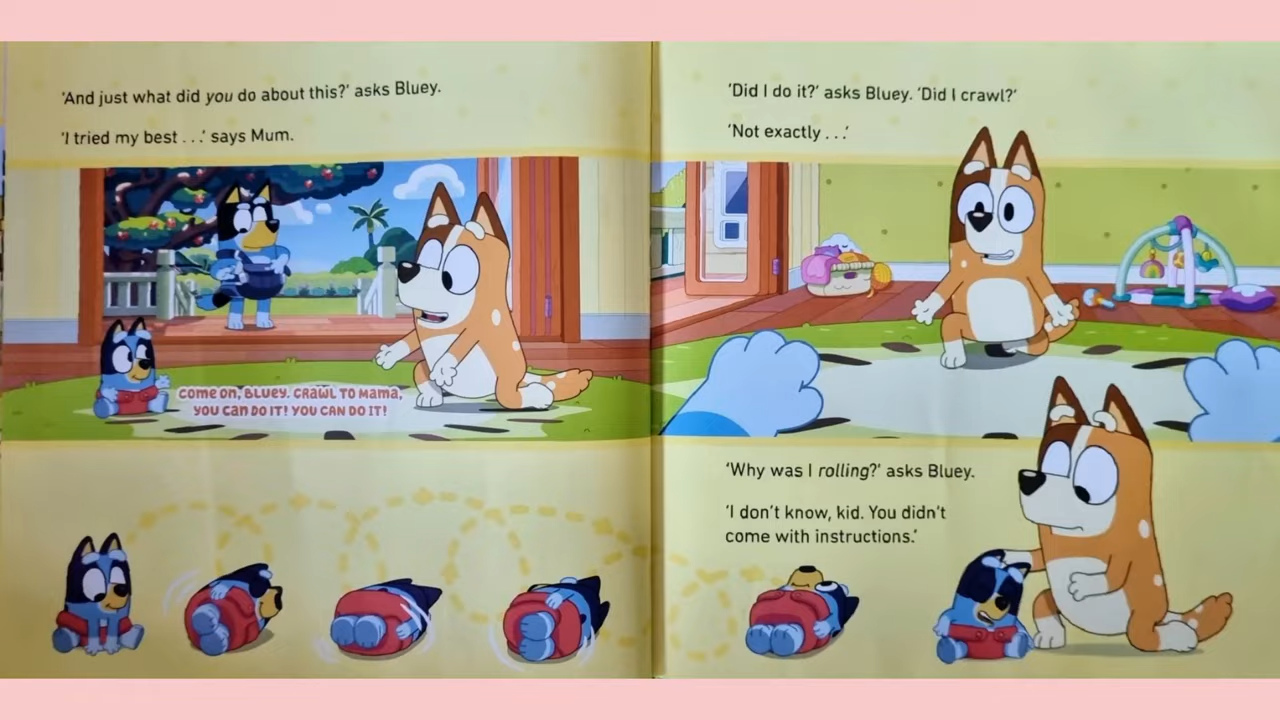 'And just what did you do about this?' asks Bluey.
'I tried my best . . .' says Mum.
COME ON, BLUEY. CRAWL TO MAMA,
YOU CAN DO IT! YOU CAN DO IT!
'Did I do it?' asks Bluey. 'Did I crawl?'
'Not exactly . . .'
'Why was I rolling?' asks Bluey.
'I don't know, kid. You didn't
come with instructions.'